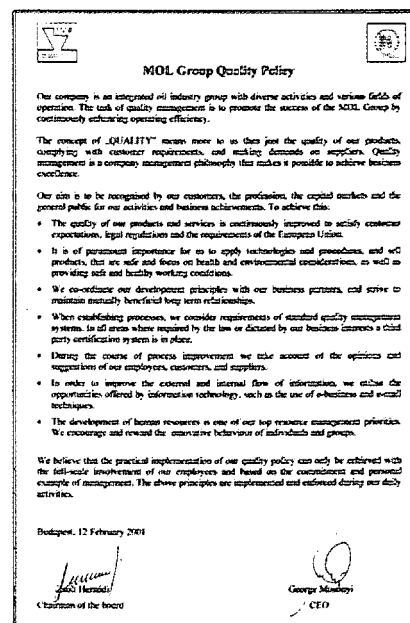 MOL Group Quality Policy
Our company is an integrated oil industry group with diverse activities and various fields of
operation. The task of quality management is to promote the success of the MOL Group by
continuously enhancing operating efficiency.
The concept of „QUALITY” means more to us then just the quality of our products,
complying with customer requirements, and making demands on suppliers. Quality
management is a company management philosophy that makes it possible to achieve business
excellence.
Our aim is to be recognised by our customers, the profession, the capital markets and the
general public for our activities and business achievements. To achieve this:
• The quality of our products and services is continuously improved to satisfy customer
expectations, legal regulations and the requirements of the European Union.
• It is of paramount importance for us to apply technologies and procedures, and sell
products, that are safe and focus on health and environmental considerations, as well as
providing safe and healthy working conditions.
• We co-ordinate our development principles with our business partners, and strive to
maintain mutually beneficial long term relationships.
• When establishing processes, we consider requirements of standard quality management
systems. In all areas where required by the law or dictated by our business interests a third
party certification system is in place.
• During the course of process improvement we take account of the opinions and
suggestions of our employees, customers, and suppliers.
• In order to improve the external and internal flow of information, we utilise the
opportunities offered by information technology, such as the use of e-business and e-mail
techniques.
• The development of human resources is one of our top resource management priorities.
We encourage and reward the innovative behaviour of individuals and groups.
We believe that the practical implementation of our quality policy can only be achieved with
the full-scale involvement of our employees and based on the commitment and personal
example of management. The above principles are implemented and enforced during our daily
activities.
Budapest, 12 February 2001
Hernádi
George Mosonyi
Chairman of the board
CEO